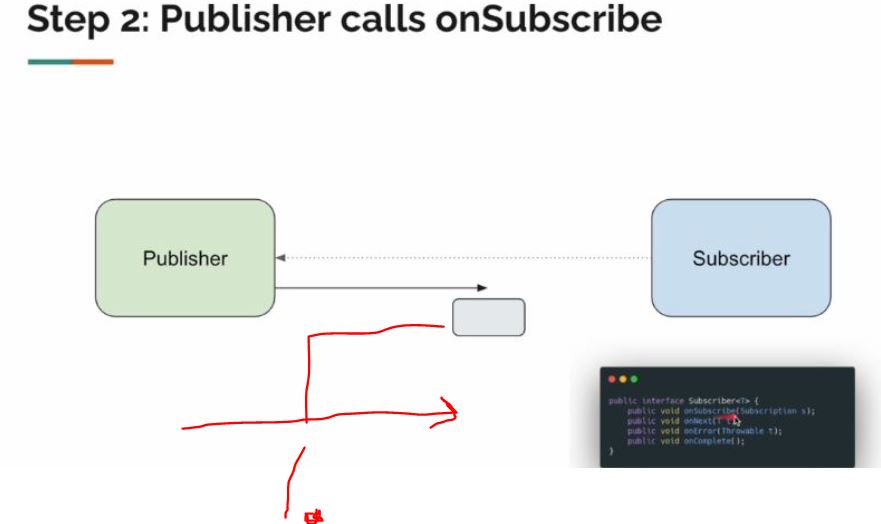 Step 2: Publisher calls onSubscribe
Publisher
Subscriber
public interface Subscriber<T> {
public void onSubscribe(Subscription s);
public void onNext(T t);
public void onError(Throwable t);
public void onComplete();
}